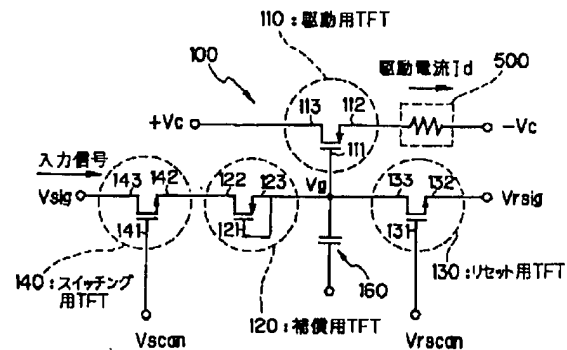 110:駆動用TFT
100
駆動電流Id
500
113
112
+Vc
-Vc
111
入力信号
Vsig
143
142
122
123
Vg
133
132
Vrsig
141
121
131
140:スイッチング
用TFT
160
130:リセット用TFT
120:補償用TFT
Vscan
Vrscan